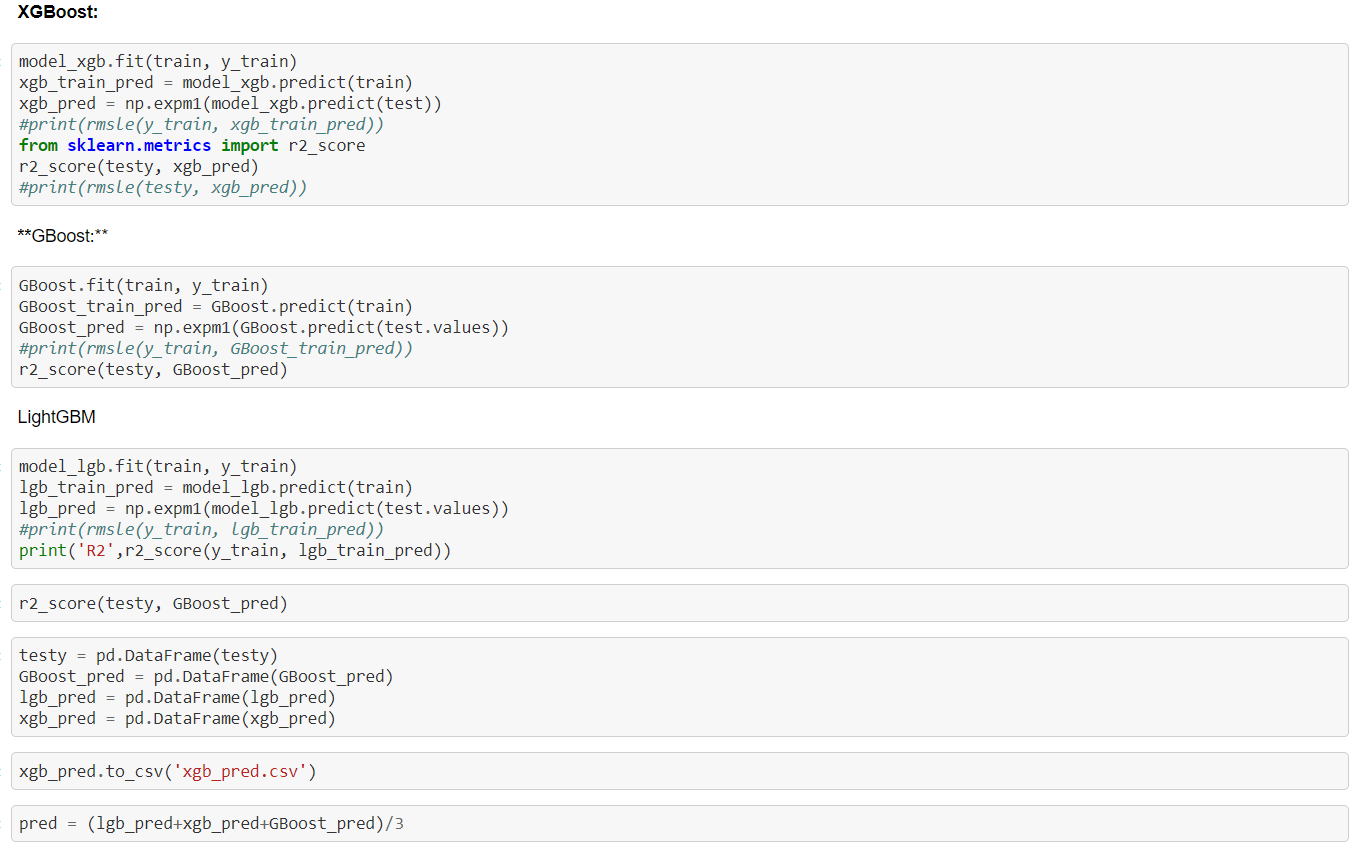 XGBoost:
model_xgb.fit(train, y_train)
xgb_train_pred = model_xgb.predict(train)
xgb_pred = np.expm1(model_xgb.predict(test))
#print(rmsle(y_train, xgb_train_pred))
from sklearn.metrics import r2_score
r2_score(testy, xgb_pred)
#print(rmsle(testy, xgb_pred))
**GBoost:**
GBoost.fit(train, y_train)
GBoost_train_pred = GBoost.predict(train)
GBoost_pred = np.expm1(GBoost.predict(test.values))
#print(rmsle(y_train, GBoost_train_pred))
r2_score(testy, GBoost_pred)
LightGBM
model_lgb.fit(train, y_train)
lgb_train_pred = model_lgb.predict(train)
lgb_pred = np.expm1(model_lgb.predict(test.values))
#print(rmsle(y_train, lgb_train_pred))
print('R2',r2_score(y_train, lgb_train_pred))
r2_score(testy, GBoost_pred)
testy = pd.DataFrame(testy)
GBoost_pred = pd.DataFrame(GBoost_pred)
lgb_pred = pd.DataFrame(lgb_pred)
xgb_pred = pd.DataFrame(xgb_pred)
xgb_pred.to_csv('xgb_pred.csv')
pred = (lgb_pred+xgb_pred+GBoost_pred)/3